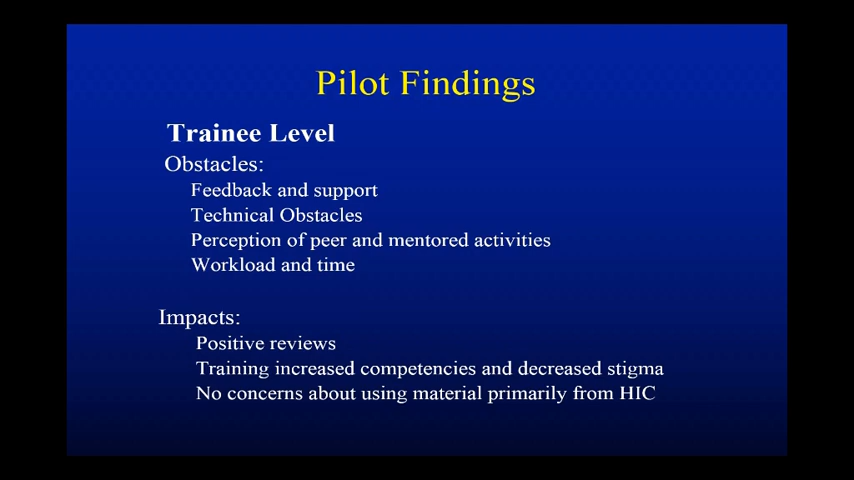 Pilot Findings
Trainee Level
Obstacles:
Feedback and support
Technical Obstacles
Perception of peer and mentored activities
Workload and time
Impacts:
Positive reviews
Training increased competencies and decreased stigma
No concerns about using material primarily from HIC